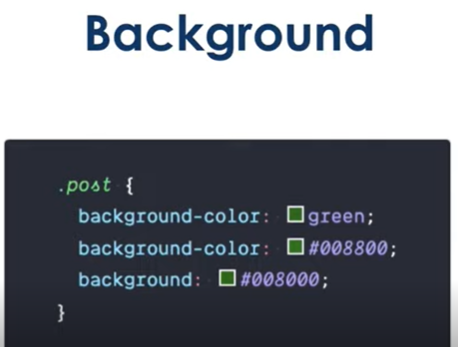 Background
.post {
background-color: green;
background-color: #008800;
background: #008000;
}